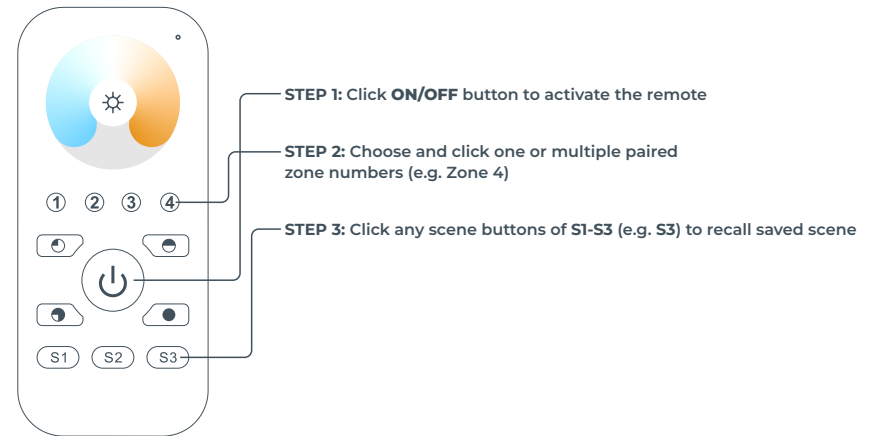 STEP 1: Click ON/OFF button to activate the remote
STEP 2: Choose and click one or multiple paired
zone numbers (e.g. Zone 4)
1 2 3 4
STEP 3: Click any scene buttons of S1-S3 (e.g. S3) to recall saved scene
S1 S2 S3